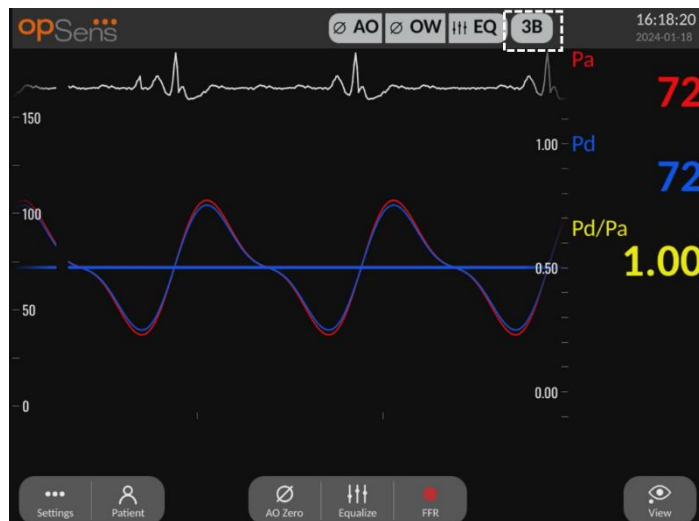 opSens
Ø AO Ø OW EQ 3B
16:18:20
2024-01-18
Pa
72
150
1.00
Pd
72
100
Pd/Pa
1.00
0.50
50
0.00
0
Settings Patient AO Zero Equalize FFR View